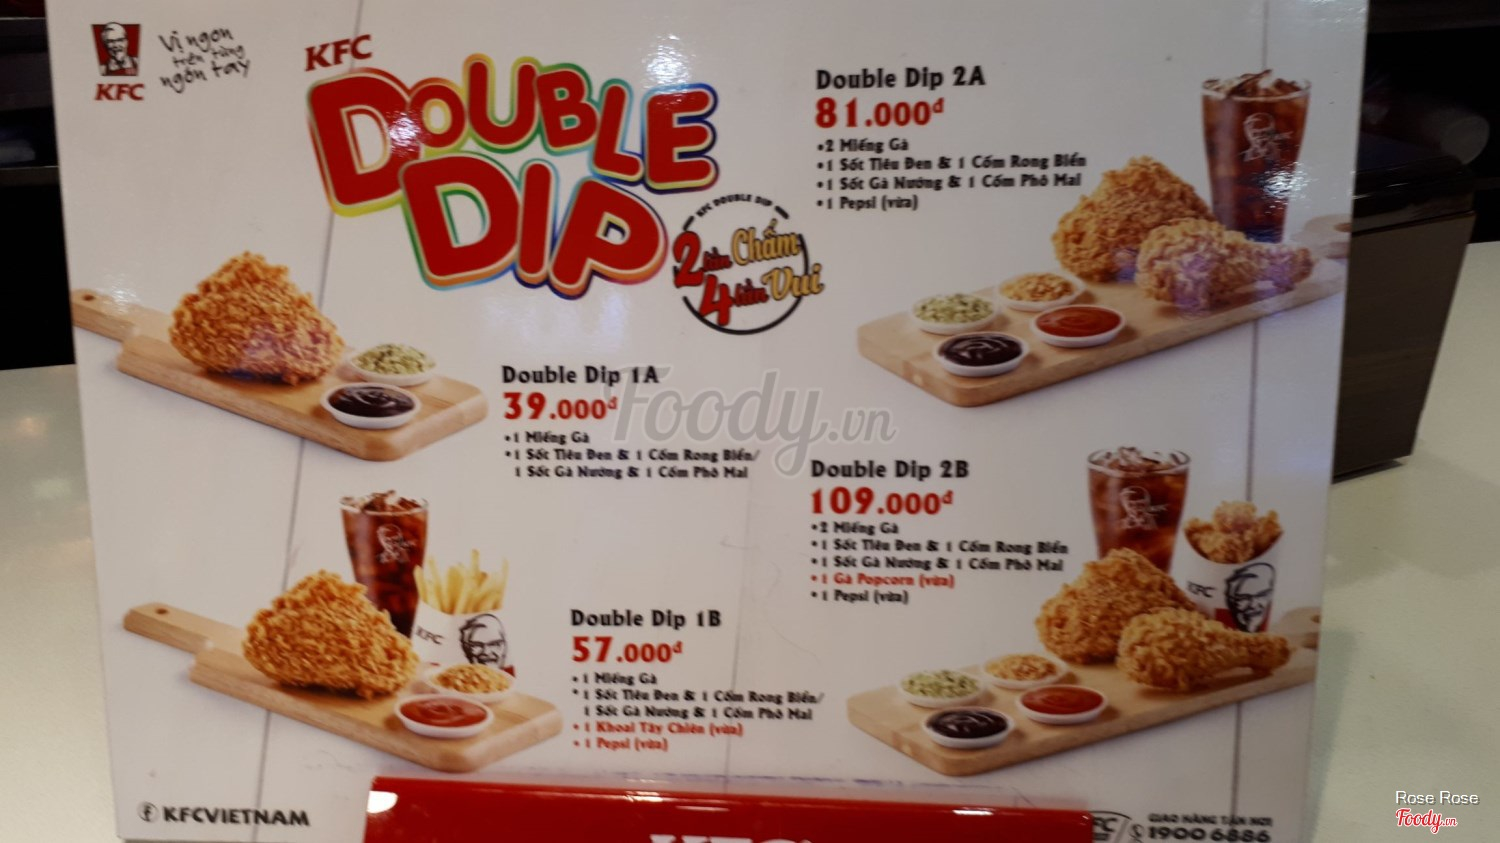 KFC
Vị ngon
trên từng
ngón tay
KFC
DOUBLE
DIP
KFC DOUBLE DIP
2 lần Chấm
4 lần Vui
Double Dip 1A
39.000đ
• 1 Miếng Gà
• 1 Sốt Tiêu Đen & 1 Cốm Rong Biển/
1 Sốt Gà Nướng & 1 Cốm Phô Mai
Double Dip 1B
57.000đ
• 1 Miếng Gà
• 1 Sốt Tiêu Đen & 1 Cốm Rong Biển/
1 Sốt Gà Nướng & 1 Cốm Phô Mai
• 1 Khoai Tây Chiên (vừa)
• 1 Pepsi (vừa)
Double Dip 2A
81.000đ
• 2 Miếng Gà
• 1 Sốt Tiêu Đen & 1 Cốm Rong Biển
• 1 Sốt Gà Nướng & 1 Cốm Phô Mai
• 1 Pepsi (vừa)
Double Dip 2B
109.000đ
• 2 Miếng Gà
• 1 Sốt Tiêu Đen & 1 Cốm Rong Biển
• 1 Sốt Gà Nướng & 1 Cốm Phô Mai
• 1 Gà Popcorn (vừa)
• 1 Pepsi (vừa)
KFC
KFC
Foody.vn
KFCVIETNAM
GIAO HÀNG TẬN NƠI
1900 6886
Rose Rose
Foody.vn